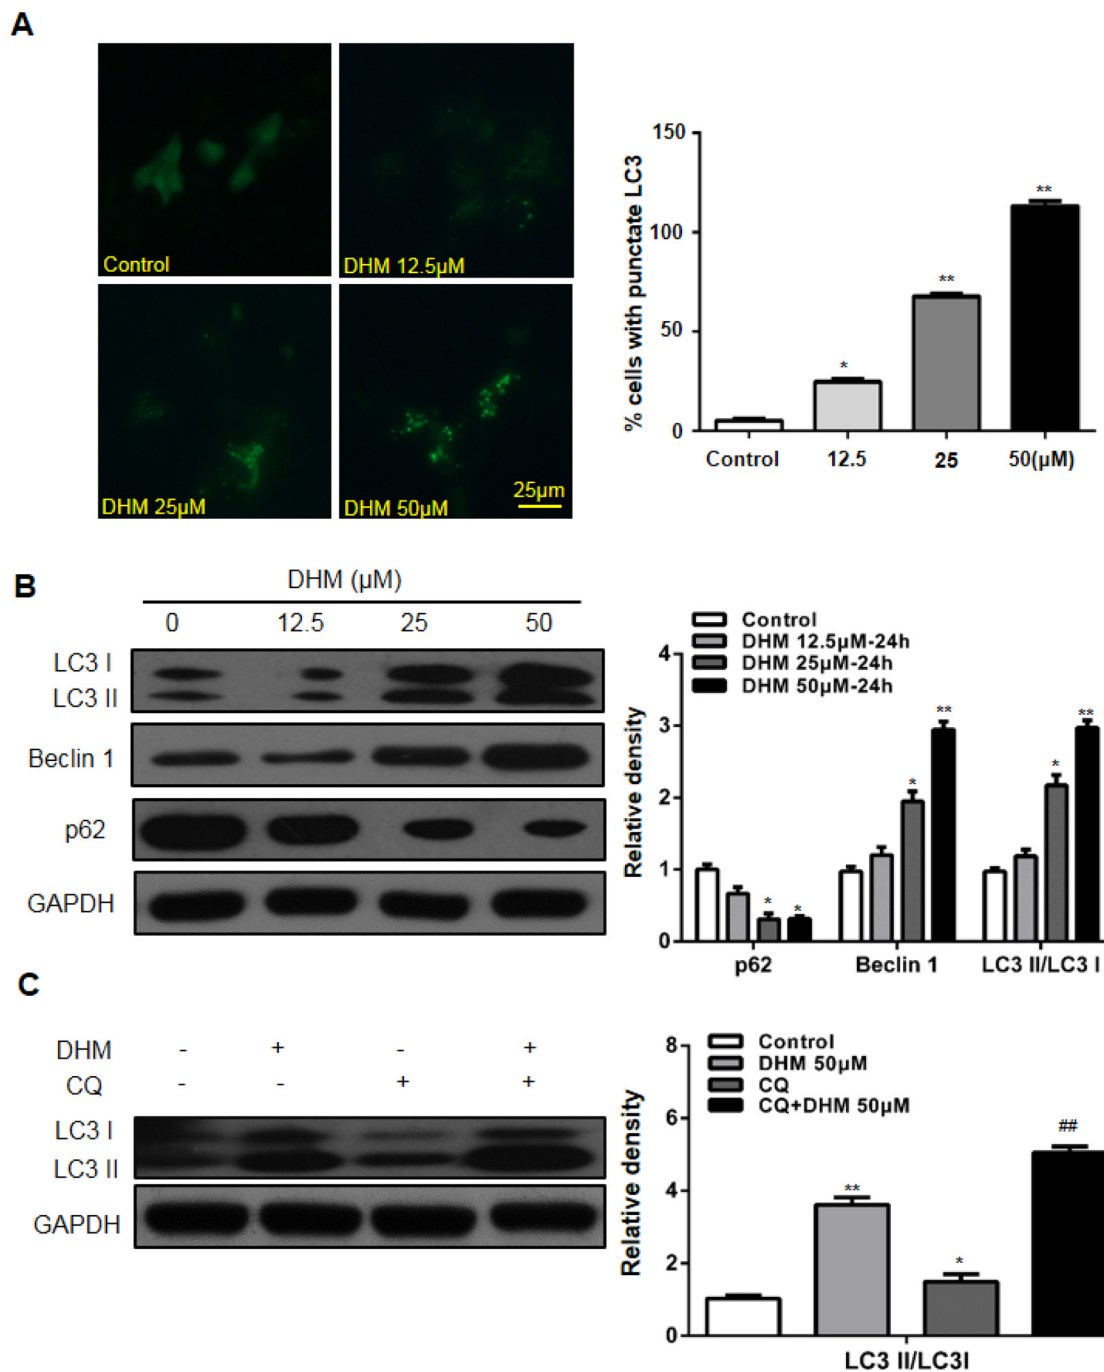 A
Control
DHM 12.5µM
DHM 25µM
DHM 50µM
25µm
% cells with punctate LC3
150
100
50
0
*
**
**
Control
12.5
25
50(µM)
B
DHM (µM)
0
12.5
25
50
LC3 I
LC3 II
Beclin 1
p62
GAPDH
Control
DHM 12.5µM-24h
DHM 25µM-24h
DHM 50µM-24h
Relative density
4
3
2
1
0
*
*
*
**
*
**
p62
Beclin 1
LC3 II/LC3 I
C
DHM - + - +
CQ - - + +
LC3 I
LC3 II
GAPDH
Control
DHM 50µM
CQ
CQ+DHM 50µM
Relative density
8
6
4
2
0
**
*
##
LC3 II/LC3I